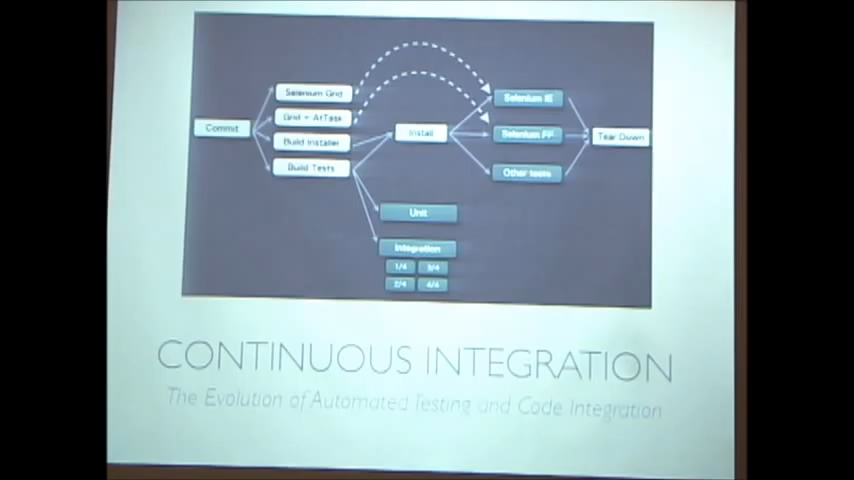 Commit
Selenium Grid
Grid + AtTask
Build Installer
Build Tests
Install
Selenium IE
Selenium FF
Other tests
Tear Down
Unit
Integration
1/4 3/4
2/4 4/4
CONTINUOUS INTEGRATION
The Evolution of Automated Testing and Code Integration